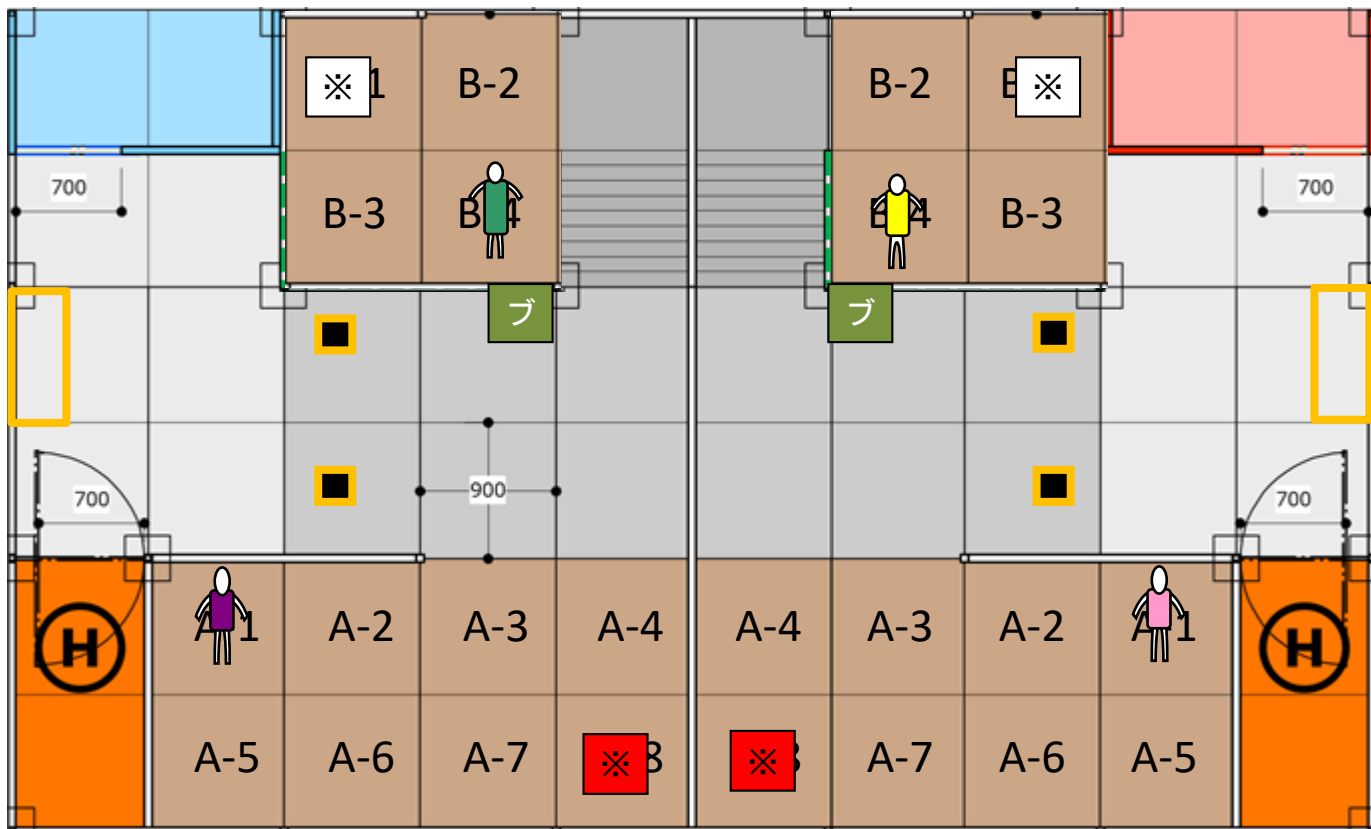 ※ 1 B-2 B-2 B ※
700 B-3 B-4 B-4 B-3 700
ブ ブ
700 900 700
H A-1 A-2 A-3 A-4 A-4 A-3 A-2 A-1 H
A-5 A-6 A-7 ※ 8 ※ A-7 A-6 A-5